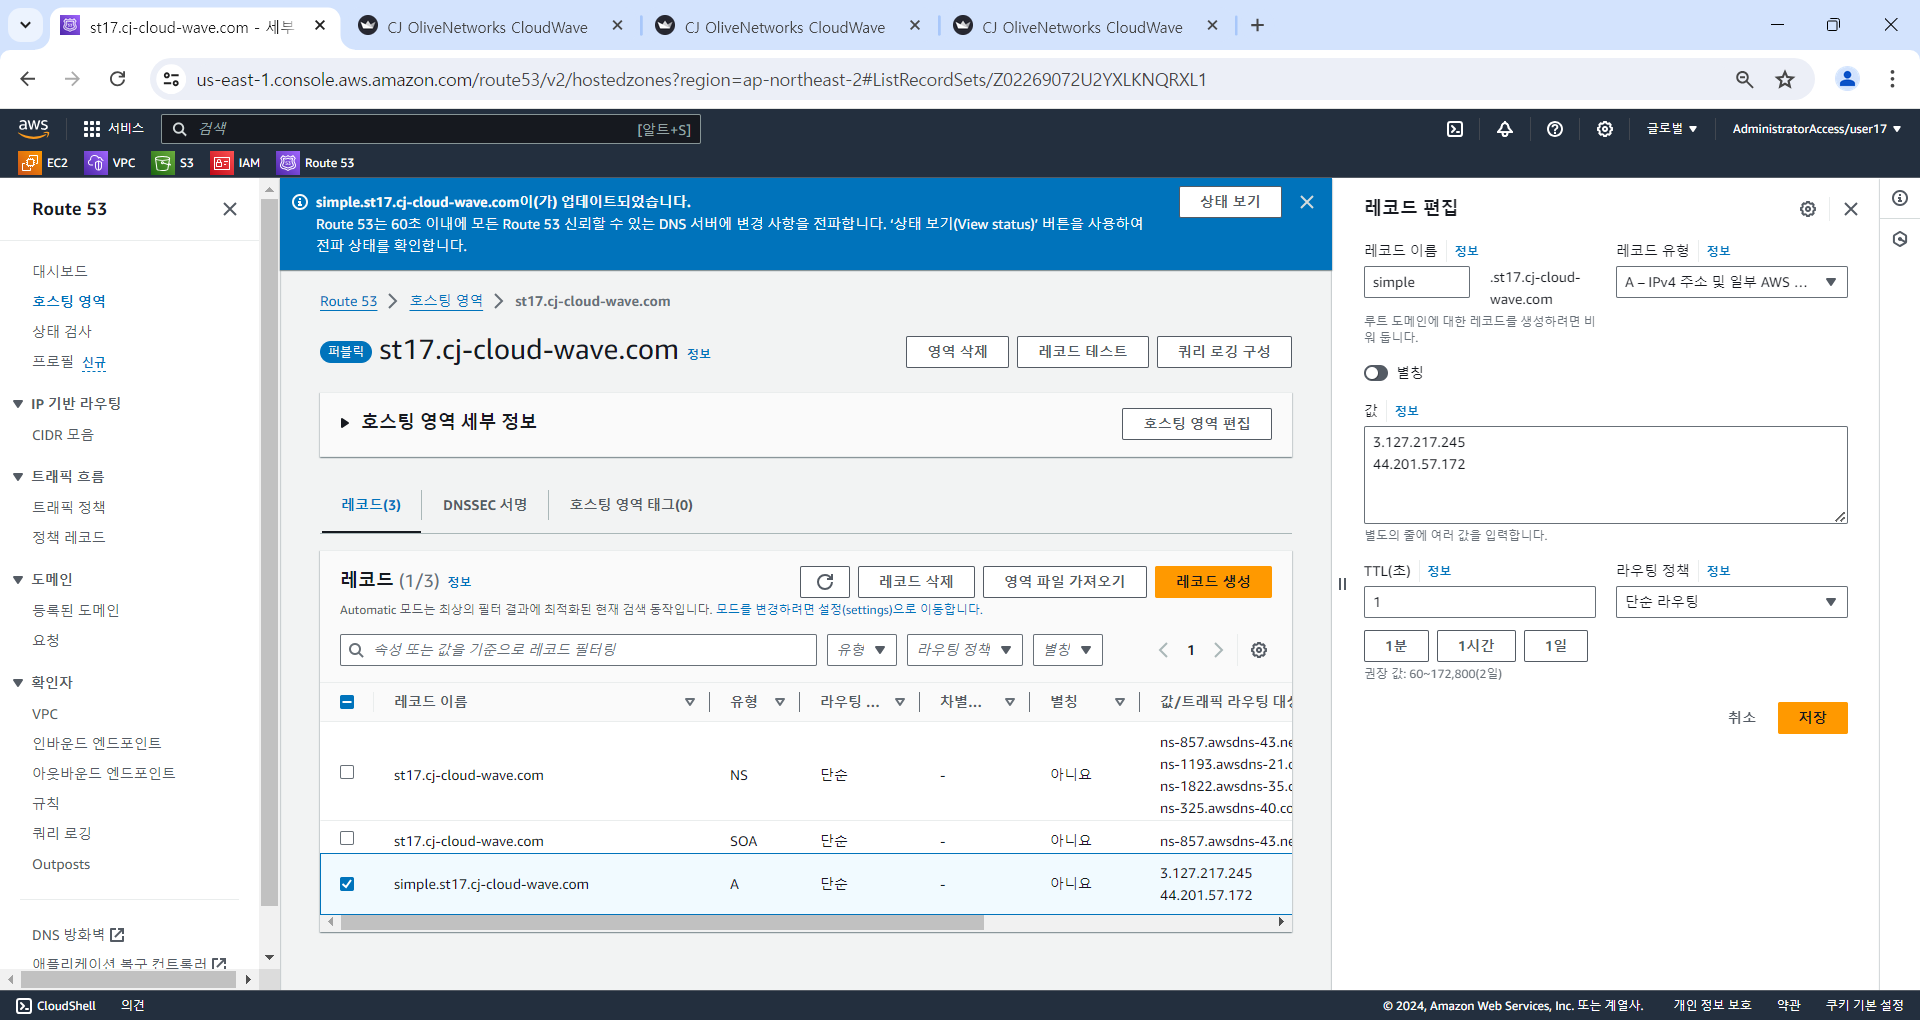 st17.cj-cloud-wave.com - 세부
CJ OliveNetworks CloudWave
CJ OliveNetworks CloudWave
CJ OliveNetworks CloudWave
us-east-1.console.aws.amazon.com/route53/v2/hostedzones?region=ap-northeast-2#ListRecordSets/Z02269072U2YXLKNQRXL1
aws
서비스
검색
[알트+S]
글로벌
AdministratorAccess/user17
EC2
VPC
S3
IAM
Route 53
Route 53
대시보드
호스팅 영역
상태 검사
프로필 신규
IP 기반 라우팅
CIDR 모음
트래픽 흐름
트래픽 정책
정책 레코드
도메인
등록된 도메인
요청
확인자
VPC
인바운드 엔드포인트
아웃바운드 엔드포인트
규칙
쿼리 로깅
Outposts
DNS 방화벽
애플리케이션 복구 컨트롤러
simple.st17.cj-cloud-wave.com이(가) 업데이트되었습니다.
Route 53는 60초 이내에 모든 Route 53 신뢰할 수 있는 DNS 서버에 변경 사항을 전파합니다. ‘상태 보기(View status)’ 버튼을 사용하여
전파 상태를 확인합니다.
상태 보기
Route 53
호스팅 영역
st17.cj-cloud-wave.com
퍼블릭
st17.cj-cloud-wave.com
정보
영역 삭제
레코드 테스트
쿼리 로깅 구성
호스팅 영역 세부 정보
호스팅 영역 편집
레코드(3)
DNSSEC 서명
호스팅 영역 태그(0)
레코드 (1/3) 정보
레코드 삭제
영역 파일 가져오기
레코드 생성
Automatic 모드는 최상의 필터 결과에 최적화된 현재 검색 동작입니다. 모드를 변경하려면 설정(settings)으로 이동합니다.
속성 또는 값을 기준으로 레코드 필터링
유형
라우팅 정책
별칭
1
레코드 이름
유형
라우팅 ...
차별...
별칭
값/트래픽 라우팅 대상
st17.cj-cloud-wave.com
NS
단순
-
아니요
ns-857.awsdns-43.ne
ns-1193.awsdns-21.c
ns-1822.awsdns-35.c
ns-325.awsdns-40.co
st17.cj-cloud-wave.com
SOA
단순
-
아니요
ns-857.awsdns-43.ne
simple.st17.cj-cloud-wave.com
A
단순
-
아니요
3.127.217.245
44.201.57.172
레코드 편집
레코드 이름
정보
simple
.st17.cj-cloud-
wave.com
루트 도메인에 대한 레코드를 생성하려면 비
워 둡니다.
레코드 유형
정보
A – IPv4 주소 및 일부 AWS ...
별칭
값
정보
3.127.217.245
44.201.57.172
별도의 줄에 여러 값을 입력합니다.
TTL(초)
정보
1
1분
1시간
1일
권장 값: 60~172,800(2일)
라우팅 정책
정보
단순 라우팅
취소
저장
CloudShell
의견
© 2024, Amazon Web Services, Inc. 또는 계열사.
개인 정보 보호
약관
쿠키 기본 설정